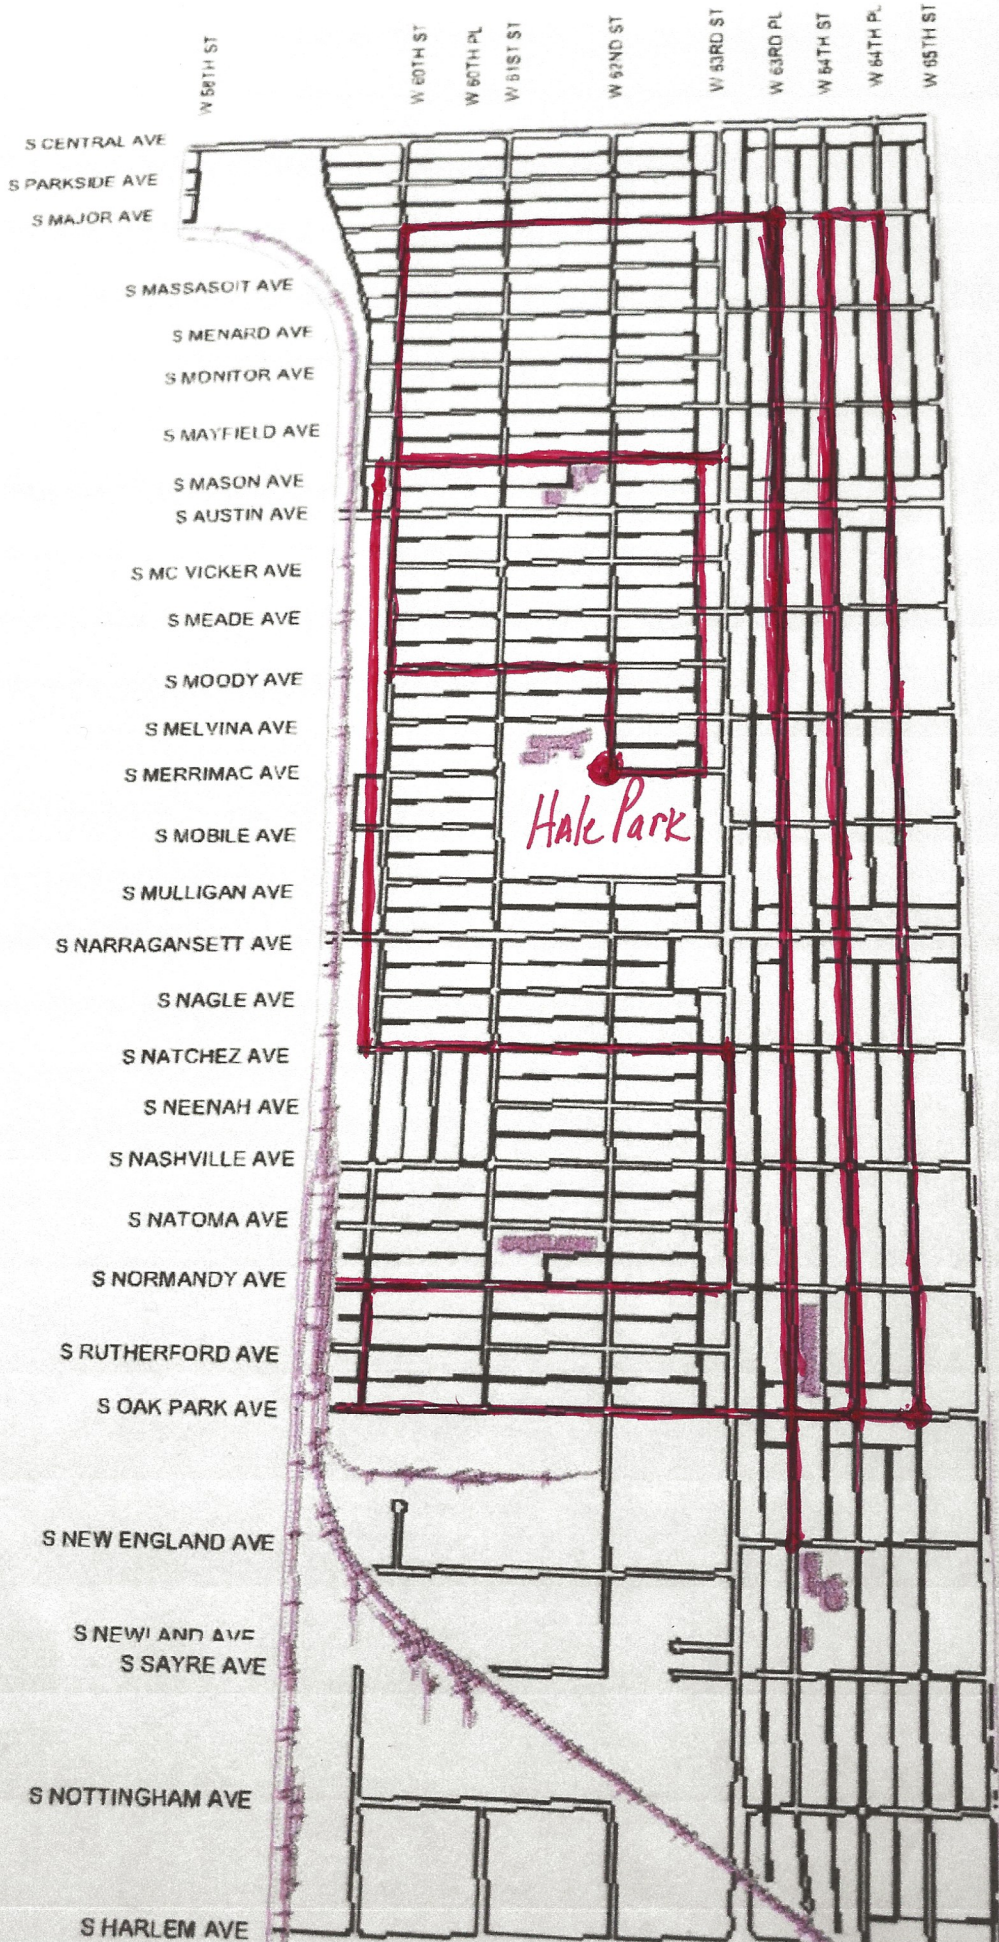 W 58TH ST
W 60TH ST
W 60TH PL
W 61ST ST
W 62ND ST
W 63RD ST
W 63RD PL
W 64TH ST
W 64TH PL
W 65TH ST
S CENTRAL AVE
S PARKSIDE AVE
S MAJOR AVE
S MASSASOIT AVE
S MENARD AVE
S MONITOR AVE
S MAYFIELD AVE
S MASON AVE
S AUSTIN AVE
S MC VICKER AVE
S MEADE AVE
S MOODY AVE
S MELVINA AVE
S MERRIMAC AVE
Hale Park
S MOBILE AVE
S MULLIGAN AVE
S NARRAGANSETT AVE
S NAGLE AVE
S NATCHEZ AVE
S NEENAH AVE
S NASHVILLE AVE
S NATOMA AVE
S NORMANDY AVE
S RUTHERFORD AVE
S OAK PARK AVE
S NEW ENGLAND AVE
S NEWLAND AVE
S SAYRE AVE
S NOTTINGHAM AVE
S HARLEM AVE